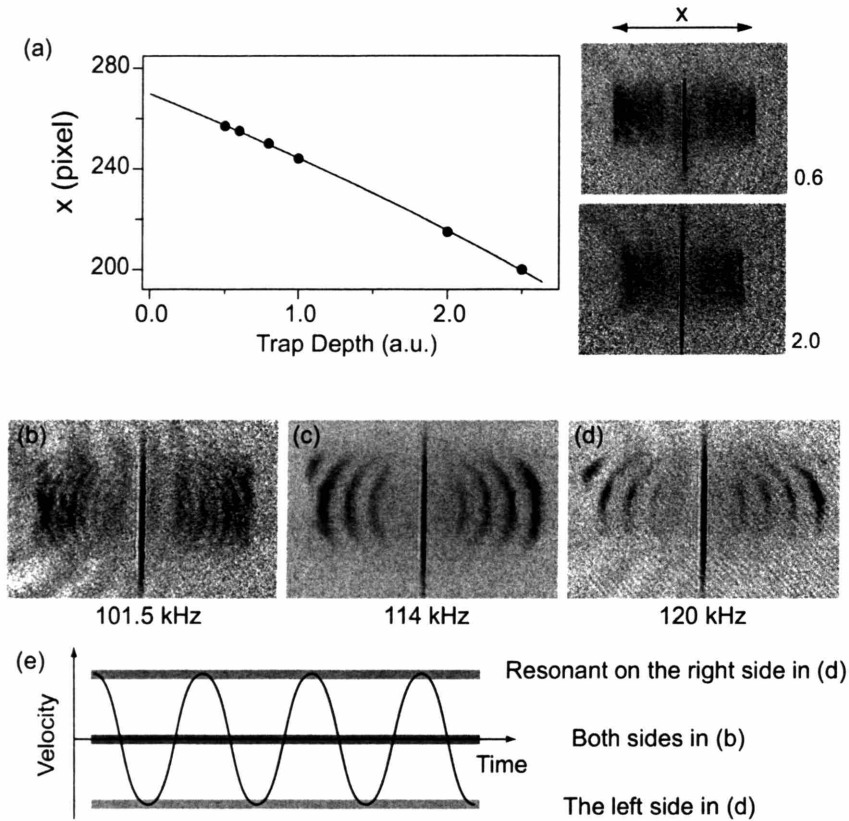 (a)
280
240
200
x (pixel)
0.0
1.0
2.0
Trap Depth (a.u.)
x
0.6
2.0
(b)
(c)
(d)
101.5 kHz
114 kHz
120 kHz
(e)
Velocity
Time
Resonant on the right side in (d)
Both sides in (b)
The left side in (d)